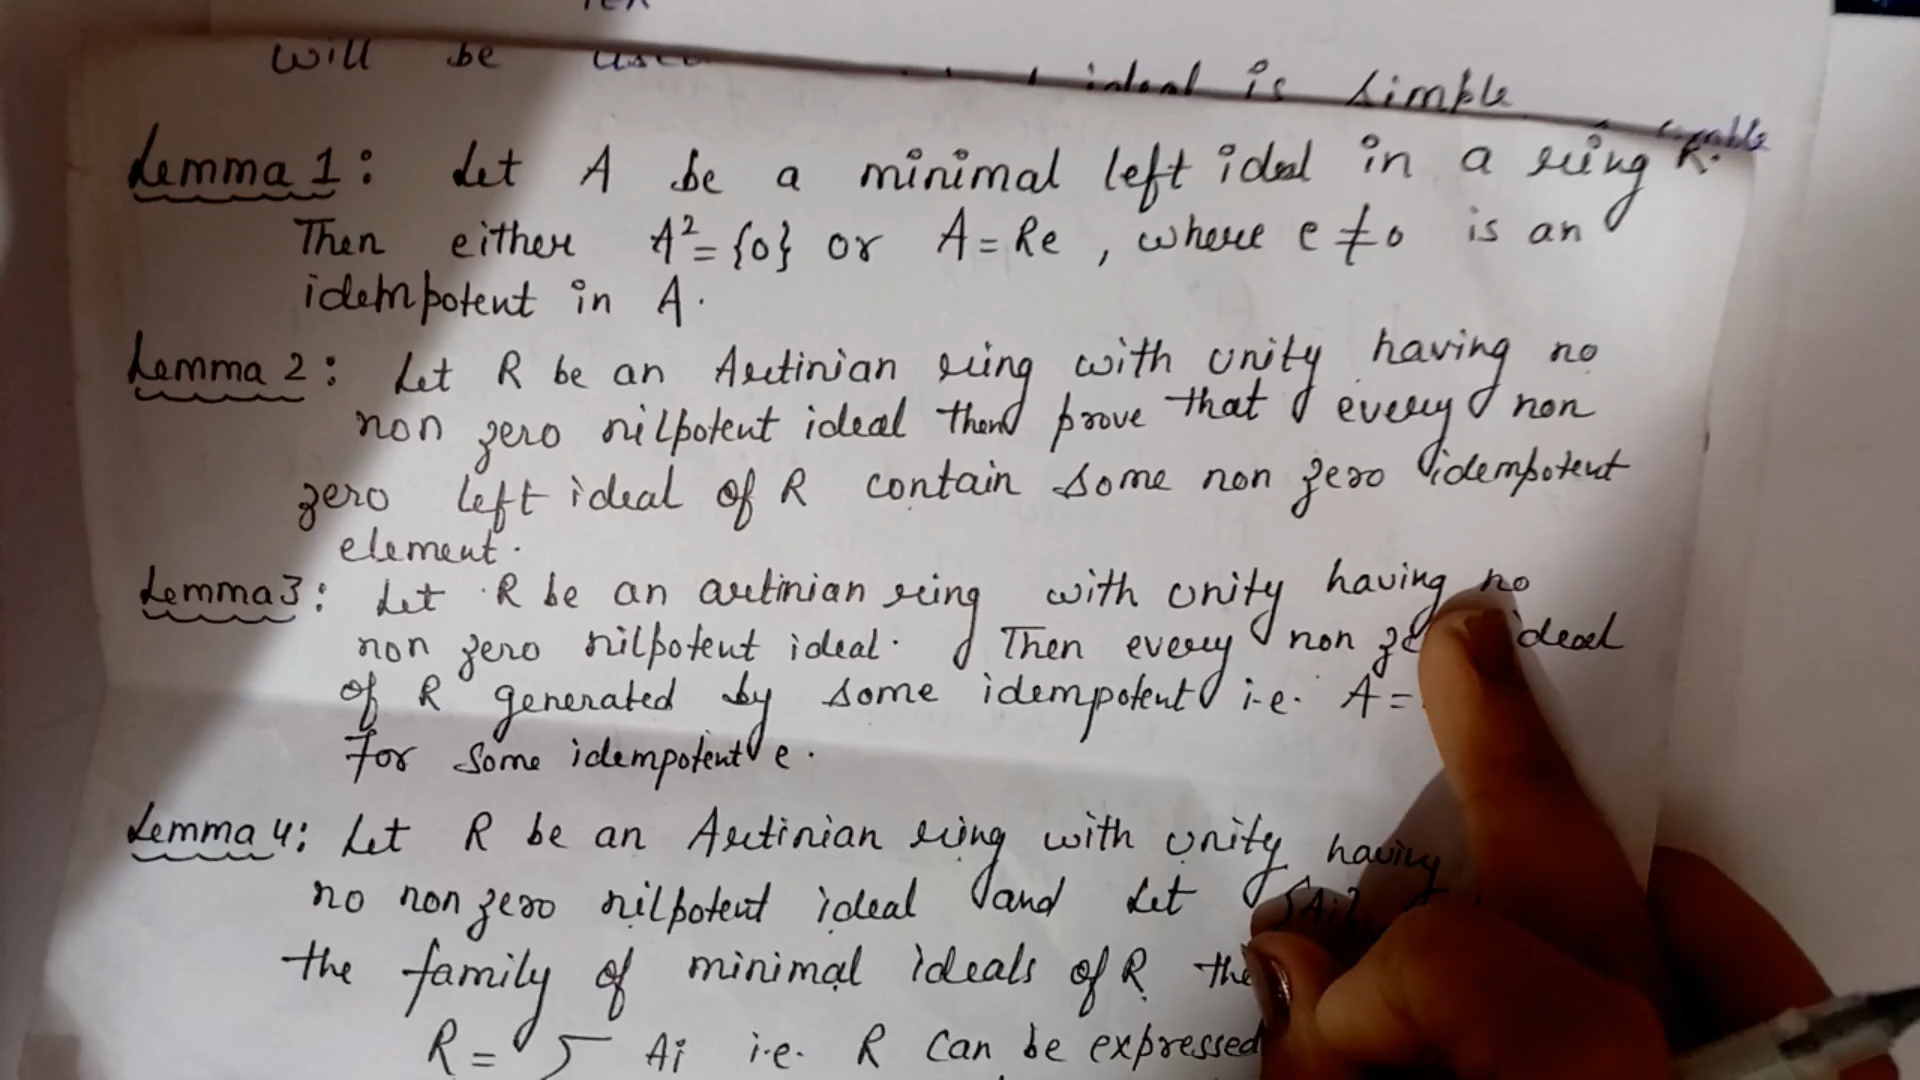 will be
ideal is simple
Lemma 1: Let A be a minimal left ideal in a ring R.
Then either A² = {0} or A = Re, where e ≠ 0 is an
idempotent in A.
Lemma 2: Let R be an Artinian ring with unity having no
non zero nilpotent ideal then prove that every non
zero left ideal of R contain some non zero idempotent
element.
Lemma 3: Let R be an artinian ring with unity having no
non zero nilpotent ideal. Then every non ideal
of R generated by some idempotent i.e. A =
for some idempotent e.
Lemma 4: Let R be an Artinian ring with unity having
no non zero nilpotent ideal and let {Ai}
the family of minimal ideals of R
R = Σ Ai i.e. R can be expressed